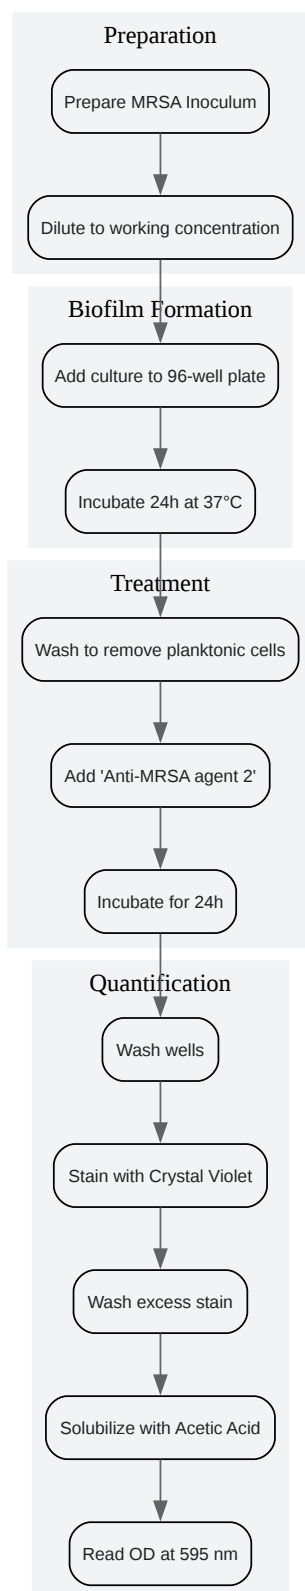 Preparation
Prepare MRSA Inoculum
Dilute to working concentration
Biofilm Formation
Add culture to 96-well plate
Incubate 24h at 37°C
Treatment
Wash to remove planktonic cells
Add 'Anti-MRSA agent 2'
Incubate for 24h
Quantification
Wash wells
Stain with Crystal Violet
Wash excess stain
Solubilize with Acetic Acid
Read OD at 595 nm